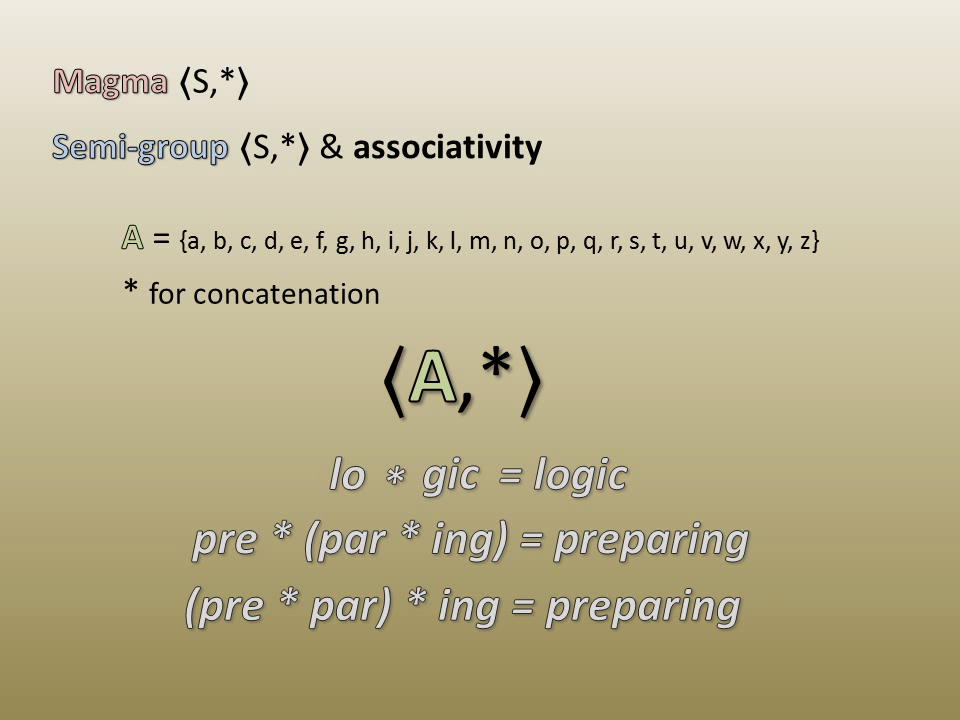 Magma ⟨S,*⟩
Semi-group ⟨S,*⟩ & associativity
A = {a, b, c, d, e, f, g, h, i, j, k, l, m, n, o, p, q, r, s, t, u, v, w, x, y, z}
* for concatenation
⟨A,*⟩
lo * gic = logic
pre * (par * ing) = preparing
(pre * par) * ing = preparing